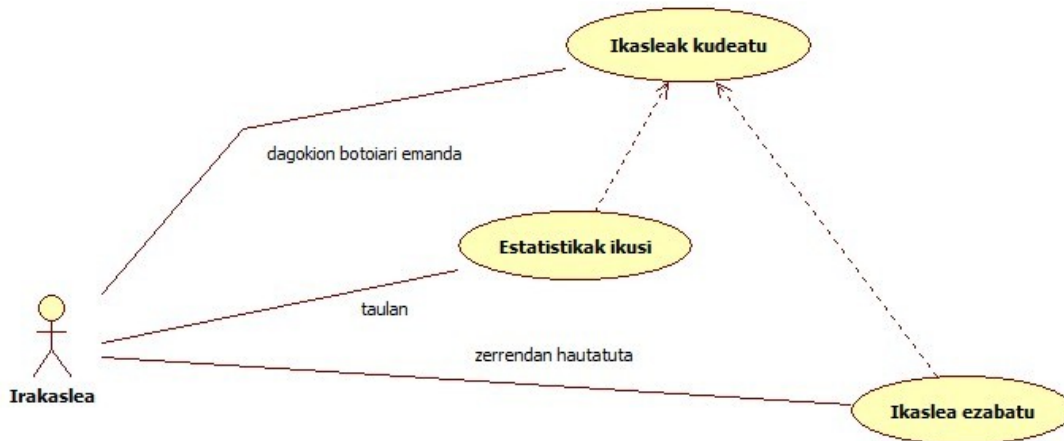 Ikasleak kudeatu
dagokion botoiari emanda
Estatistikak ikusi
taulan
zerrendan hautatuta
Irakaslea
Ikaslea ezabatu